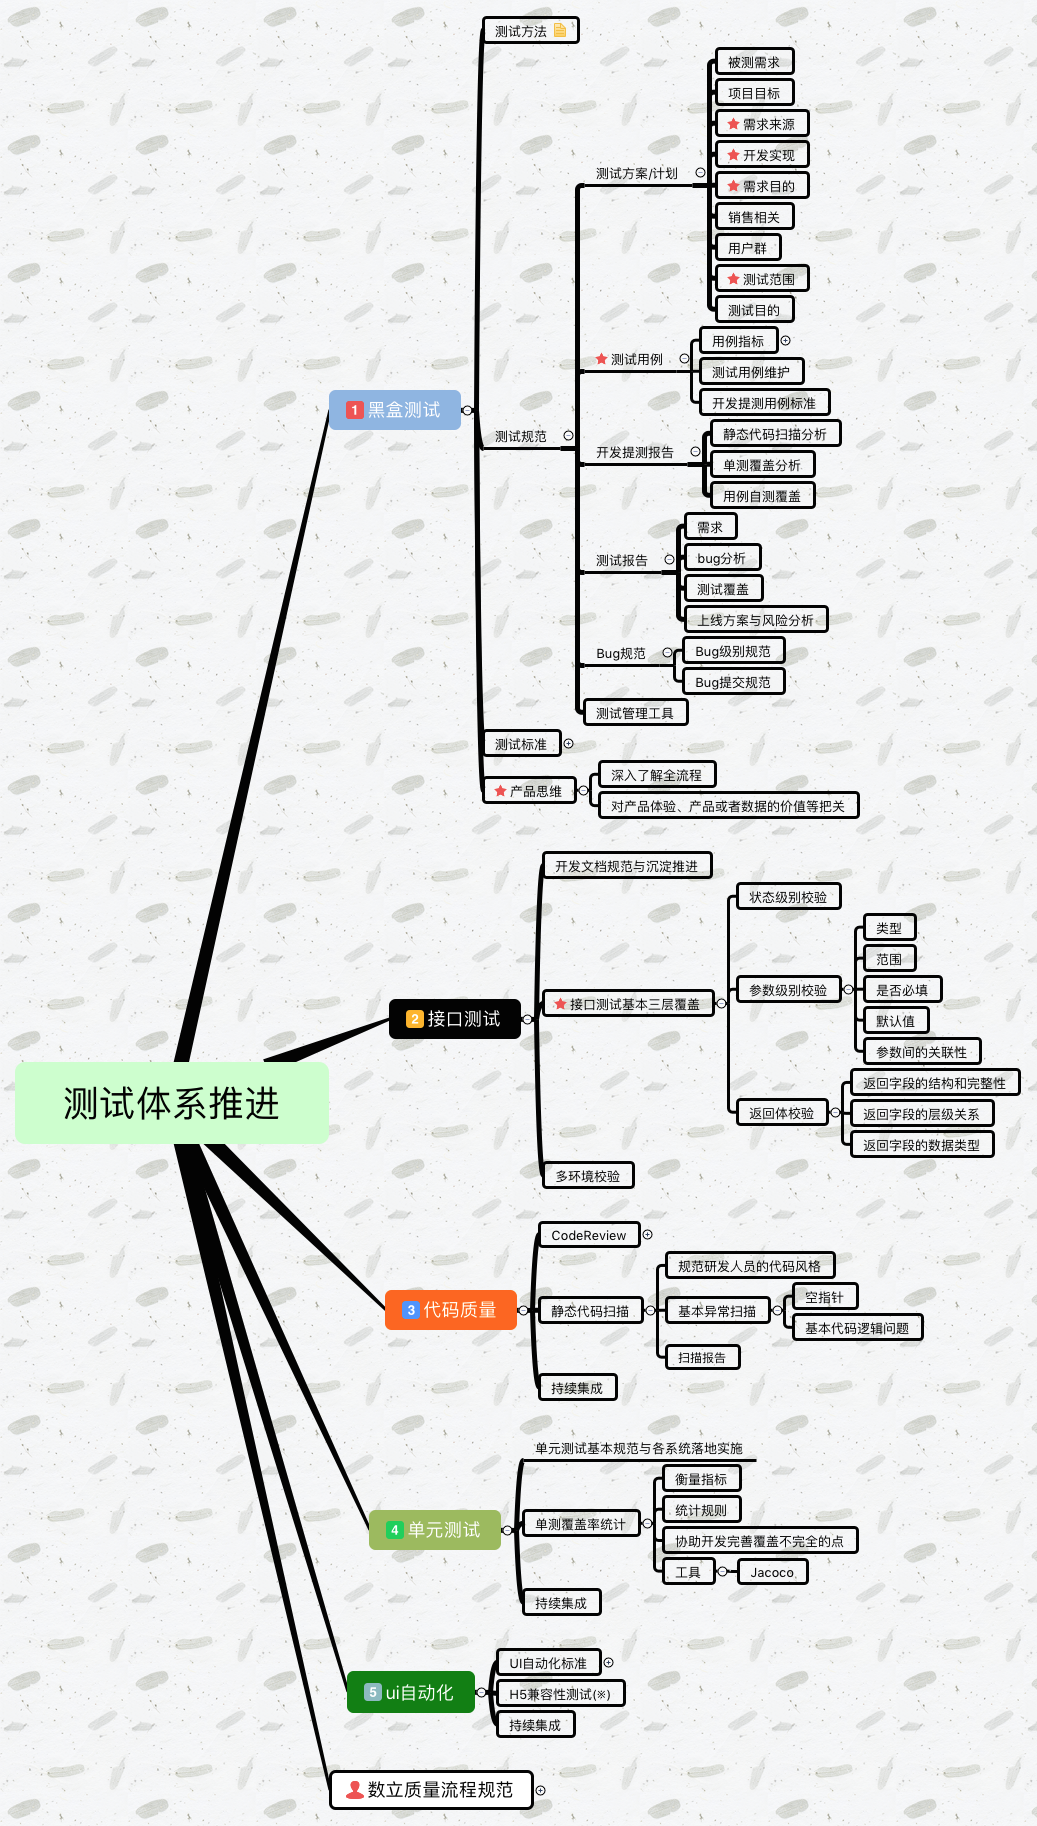 测试体系推进
1 黑盒测试
测试方法
测试规范
测试方案/计划
被测需求
项目目标
需求来源
开发实现
需求目的
销售相关
用户群
测试范围
测试目的
测试用例
用例指标
测试用例维护
开发提测用例标准
开发提测报告
静态代码扫描分析
单测覆盖分析
用例自测覆盖
测试报告
需求
bug分析
测试覆盖
上线方案与风险分析
Bug规范
Bug级别规范
Bug提交规范
测试管理工具
测试标准
产品思维
深入了解全流程
对产品体验、产品或者数据的价值等把关
2 接口测试
开发文档规范与沉淀推进
接口测试基本三层覆盖
状态级别校验
参数级别校验
类型
范围
是否必填
默认值
参数间的关联性
返回体校验
返回字段的结构和完整性
返回字段的层级关系
返回字段的数据类型
多环境校验
3 代码质量
CodeReview
静态代码扫描
规范研发人员的代码风格
基本异常扫描
空指针
基本代码逻辑问题
扫描报告
持续集成
4 单元测试
单元测试基本规范与各系统落地实施
单测覆盖率统计
衡量指标
统计规则
协助开发完善覆盖不完全的点
工具
Jacoco
持续集成
5 ui自动化
UI自动化标准
H5兼容性测试(※)
持续集成
数立质量流程规范